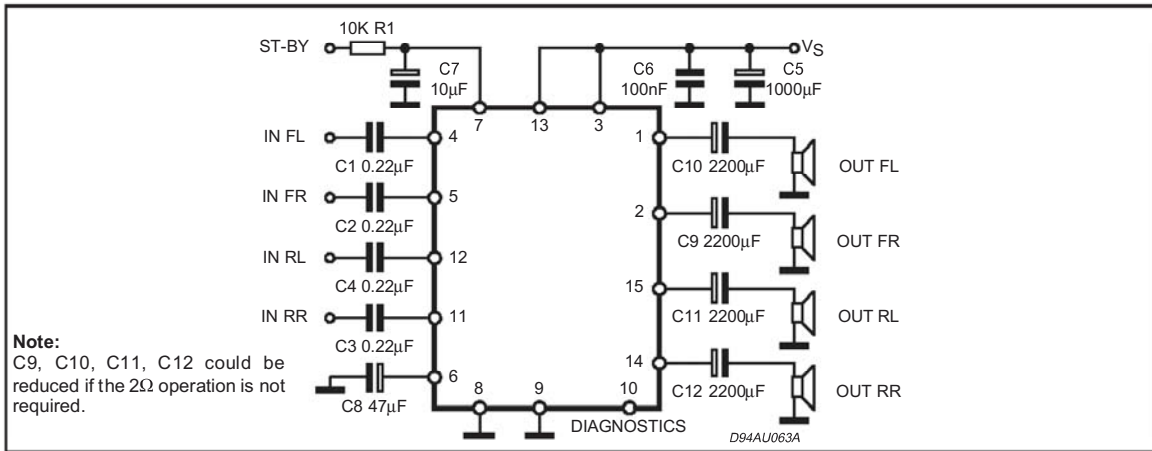 10K R1
ST-BY
VS
C7
10µF
C6
100nF
C5
1000µF
7
13
3
IN FL
4
C1 0.22µF
1
C10 2200µF
OUT FL
IN FR
5
C2 0.22µF
2
C9 2200µF
OUT FR
IN RL
12
C4 0.22µF
15
C11 2200µF
OUT RL
IN RR
11
C3 0.22µF
14
C12 2200µF
OUT RR
6
C8 47µF
8
9
10
DIAGNOSTICS
D94AU063A
Note:
C9, C10, C11, C12 could be
reduced if the 2Ω operation is not
required.